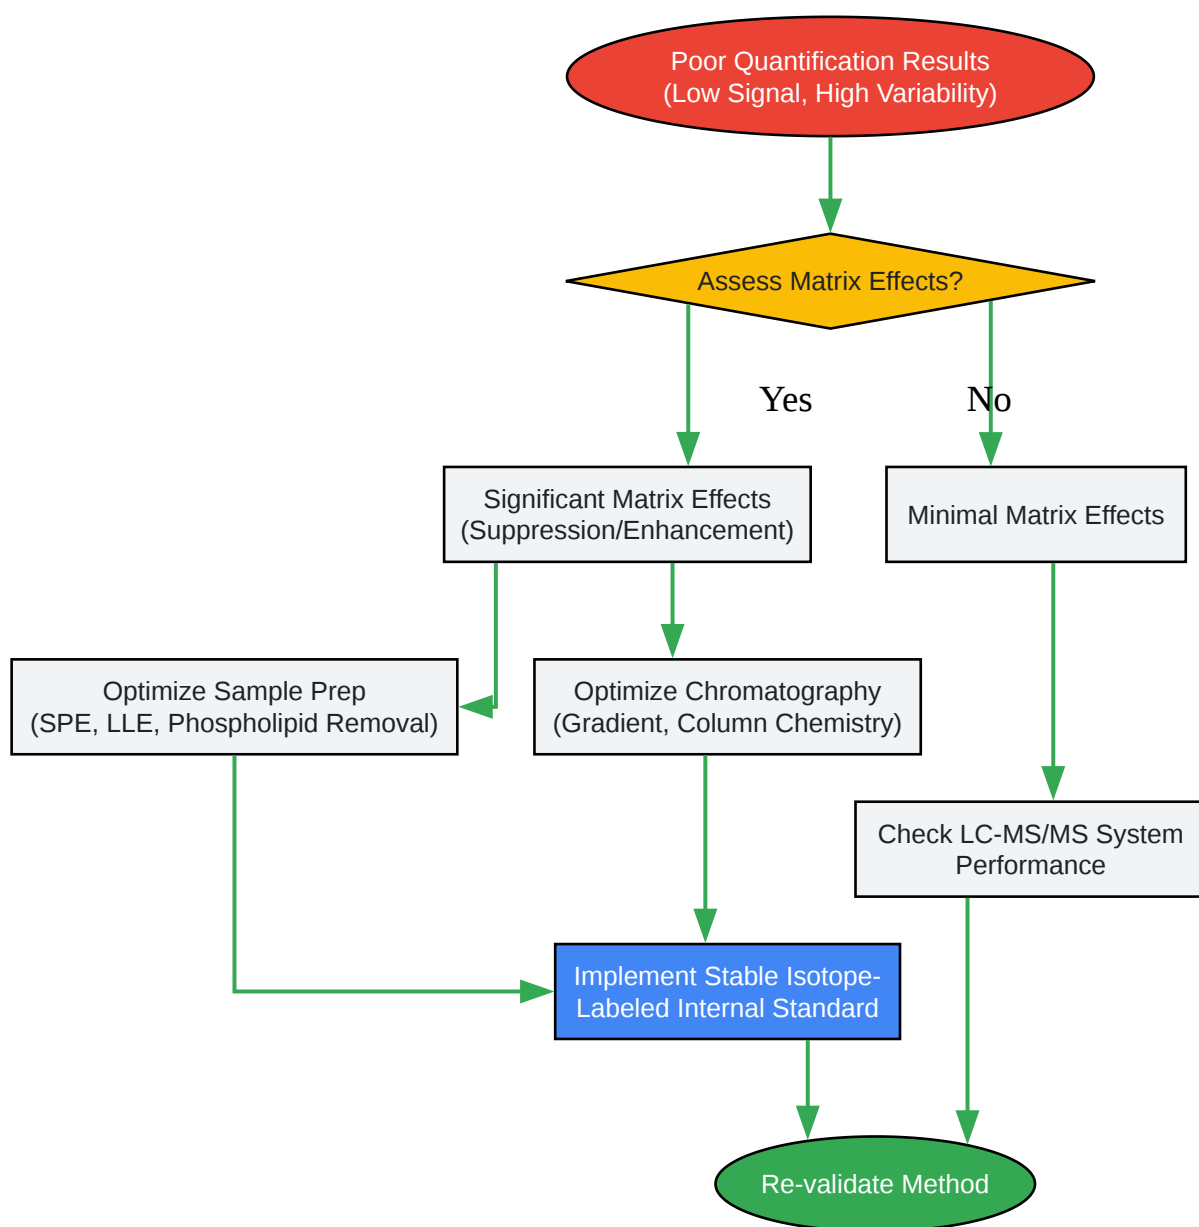 Poor Quantification Results
(Low Signal, High Variability)
Assess Matrix Effects?
Yes
No
Significant Matrix Effects
(Suppression/Enhancement)
Minimal Matrix Effects
Optimize Sample Prep
(SPE, LLE, Phospholipid Removal)
Optimize Chromatography
(Gradient, Column Chemistry)
Check LC-MS/MS System
Performance
Implement Stable Isotope-
Labeled Internal Standard
Re-validate Method